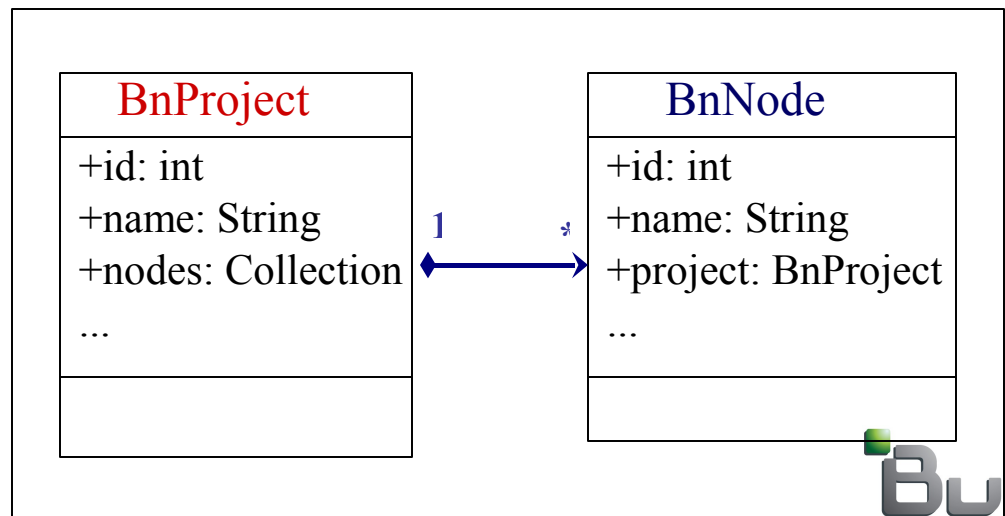 BnProject
+id: int
+name: String
+nodes: Collection
...
1
*
BnNode
+id: int
+name: String
+project: BnProject
...
Bu